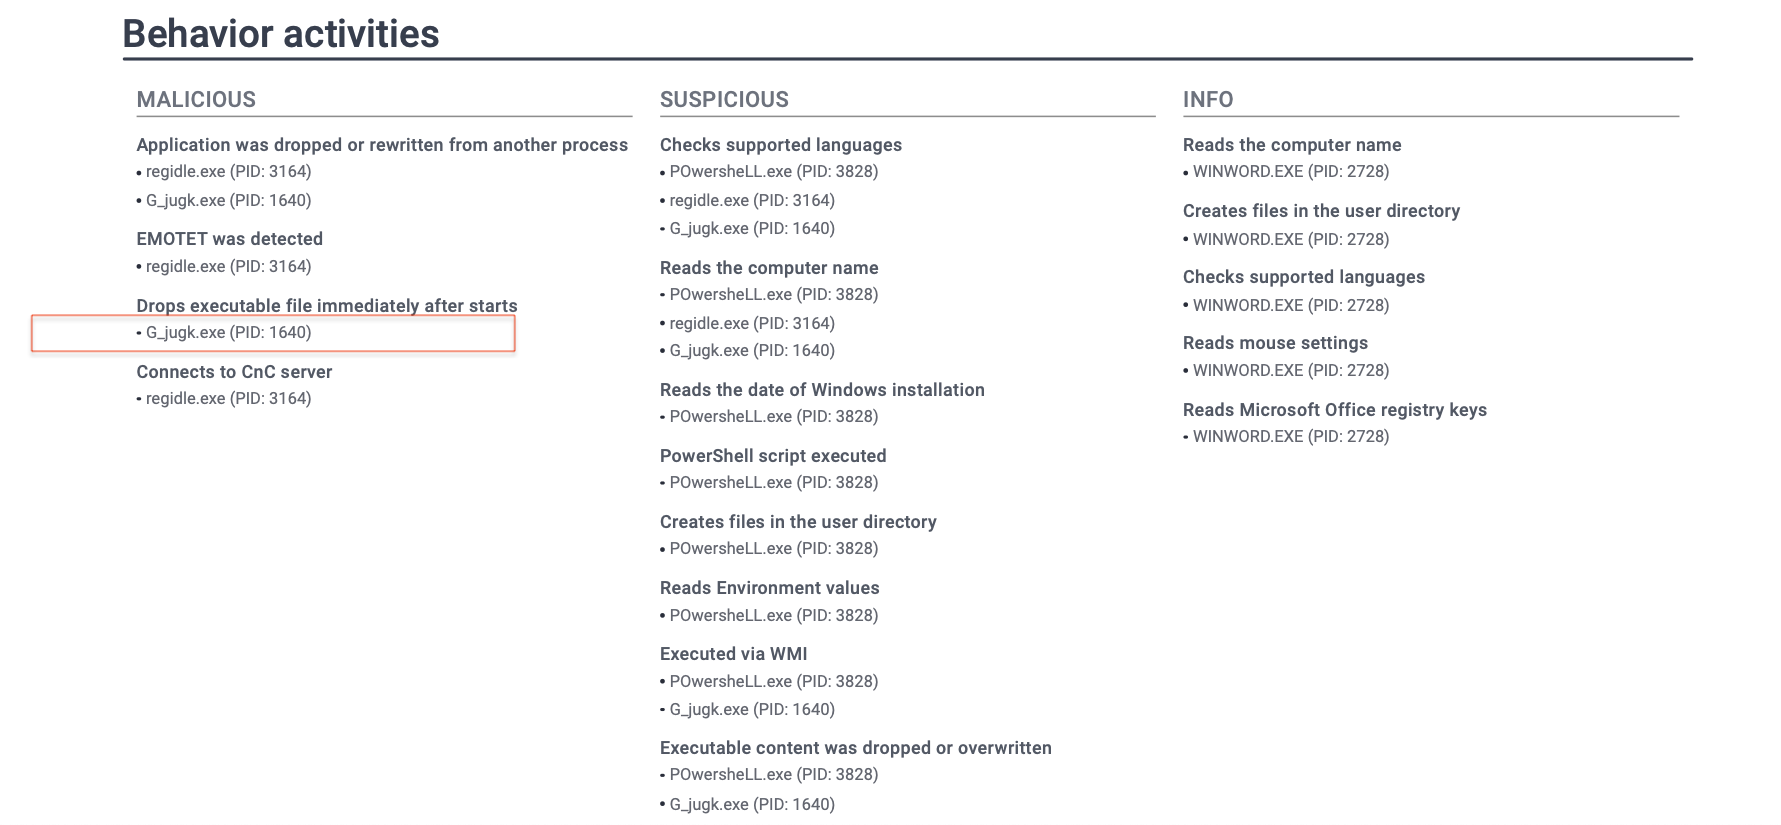 Behavior activities
MALICIOUS
Application was dropped or rewritten from another process
• regidle.exe (PID: 3164)
• G_jugk.exe (PID: 1640)
EMOTET was detected
• regidle.exe (PID: 3164)
Drops executable file immediately after starts
• G_jugk.exe (PID: 1640)
Connects to CnC server
• regidle.exe (PID: 3164)
SUSPICIOUS
Checks supported languages
• POwersheLL.exe (PID: 3828)
• regidle.exe (PID: 3164)
• G_jugk.exe (PID: 1640)
Reads the computer name
• POwersheLL.exe (PID: 3828)
• regidle.exe (PID: 3164)
• G_jugk.exe (PID: 1640)
Reads the date of Windows installation
• POwersheLL.exe (PID: 3828)
PowerShell script executed
• POwersheLL.exe (PID: 3828)
Creates files in the user directory
• POwersheLL.exe (PID: 3828)
Reads Environment values
• POwersheLL.exe (PID: 3828)
Executed via WMI
• POwersheLL.exe (PID: 3828)
• G_jugk.exe (PID: 1640)
Executable content was dropped or overwritten
• POwersheLL.exe (PID: 3828)
• G_jugk.exe (PID: 1640)
INFO
Reads the computer name
• WINWORD.EXE (PID: 2728)
Creates files in the user directory
• WINWORD.EXE (PID: 2728)
Checks supported languages
• WINWORD.EXE (PID: 2728)
Reads mouse settings
• WINWORD.EXE (PID: 2728)
Reads Microsoft Office registry keys
• WINWORD.EXE (PID: 2728)